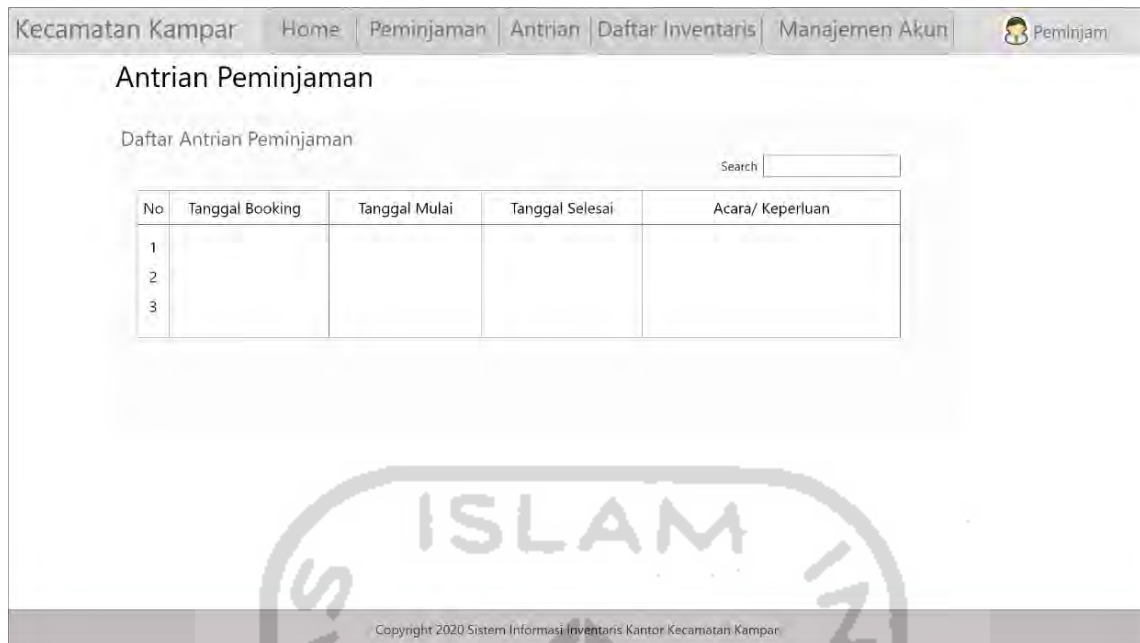 Kecamatan Kampar Home Peminjaman Antrian Daftar Inventaris Manajemen Akun Peminjam
Antrian Peminjaman
Daftar Antrian Peminjaman
Search
No Tanggal Booking Tanggal Mulai Tanggal Selesai Acara/ Keperluan
1
2
3
ISLAM
Copyright 2020 Sistem Informasi Inventaris Kantor Kecamatan Kampar